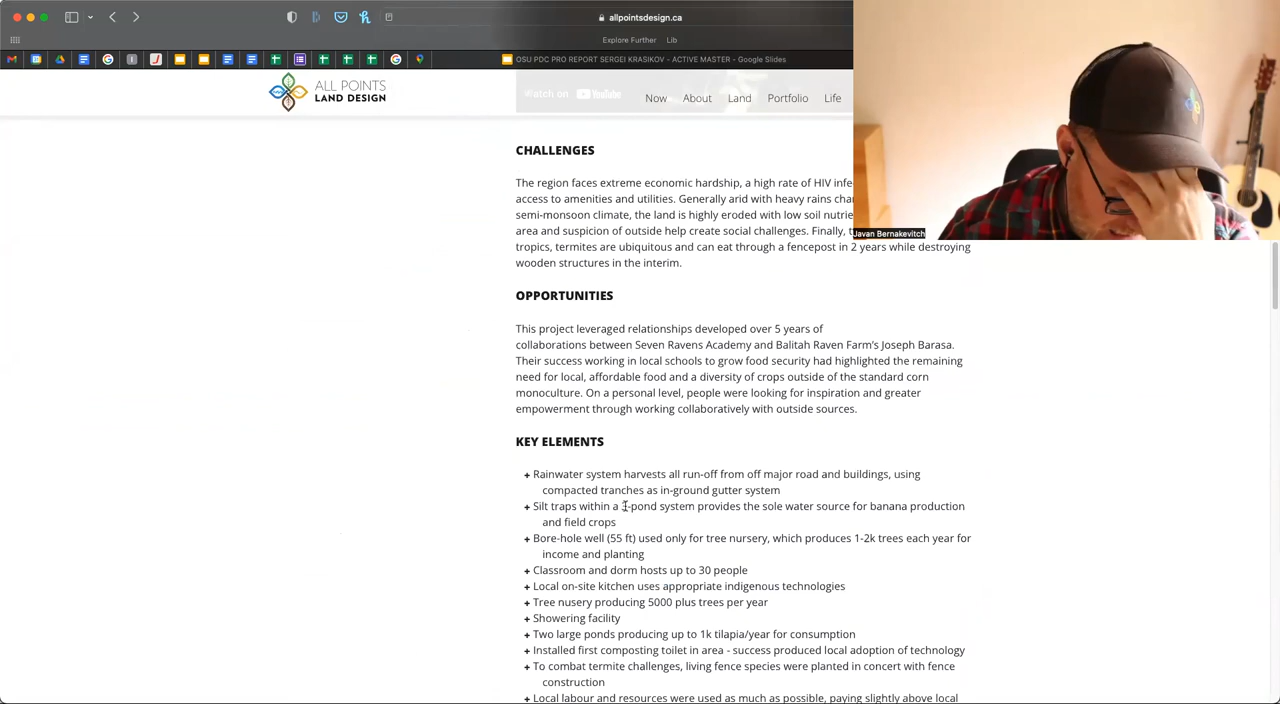 allpointsdesign.ca
Explore Further Lib
OSU PDC PRO REPORT SERGEI KRASIKOV - ACTIVE MASTER - Google Slides
ALL POINTS
LAND DESIGN
Watch on YouTube
Now About Land Portfolio Life
Javan Bernakevitch
CHALLENGES
The region faces extreme economic hardship, a high rate of HIV infe
access to amenities and utilities. Generally arid with heavy rains cha
semi-monsoon climate, the land is highly eroded with low soil nutrie
area and suspicion of outside help create social challenges. Finally, t
tropics, termites are ubiquitous and can eat through a fencepost in 2 years while destroying
wooden structures in the interim.
OPPORTUNITIES
This project leveraged relationships developed over 5 years of
collaborations between Seven Ravens Academy and Balitah Raven Farm's Joseph Barasa.
Their success working in local schools to grow food security had highlighted the remaining
need for local, affordable food and a diversity of crops outside of the standard corn
monoculture. On a personal level, people were looking for inspiration and greater
empowerment through working collaboratively with outside sources.
KEY ELEMENTS
+ Rainwater system harvests all run-off from off major road and buildings, using
compacted tranches as in-ground gutter system
+ Silt traps within a -pond system provides the sole water source for banana production
and field crops
+ Bore-hole well (55 ft) used only for tree nursery, which produces 1-2k trees each year for
income and planting
+ Classroom and dorm hosts up to 30 people
+ Local on-site kitchen uses appropriate indigenous technologies
+ Tree nusery producing 5000 plus trees per year
+ Showering facility
+ Two large ponds producing up to 1k tilapia/year for consumption
+ Installed first composting toilet in area - success produced local adoption of technology
+ To combat termite challenges, living fence species were planted in concert with fence
construction
+ Local labour and resources were used as much as possible, paying slightly above local